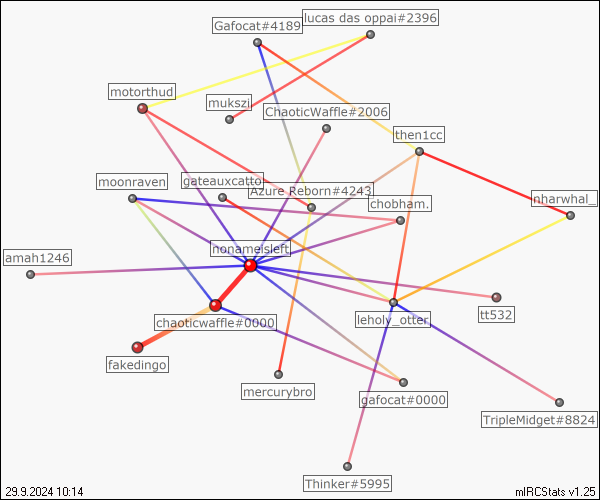 lucas das oppai#2396
Gafocat#4189
motorthud
mukszi
ChaoticWaffle#2006
then1cc
moonraven
gateauxcatto
Azure Reborn#4243
chobham.
nharwhal_
nonameisleft
amah1246
chaoticwaffle#0000
leholy_otter
tt532
fakedingo
mercurybro
gafocat#0000
TripleMidget#8824
Thinker#5995
29.9.2024 10:14
mIRCStats v1.25